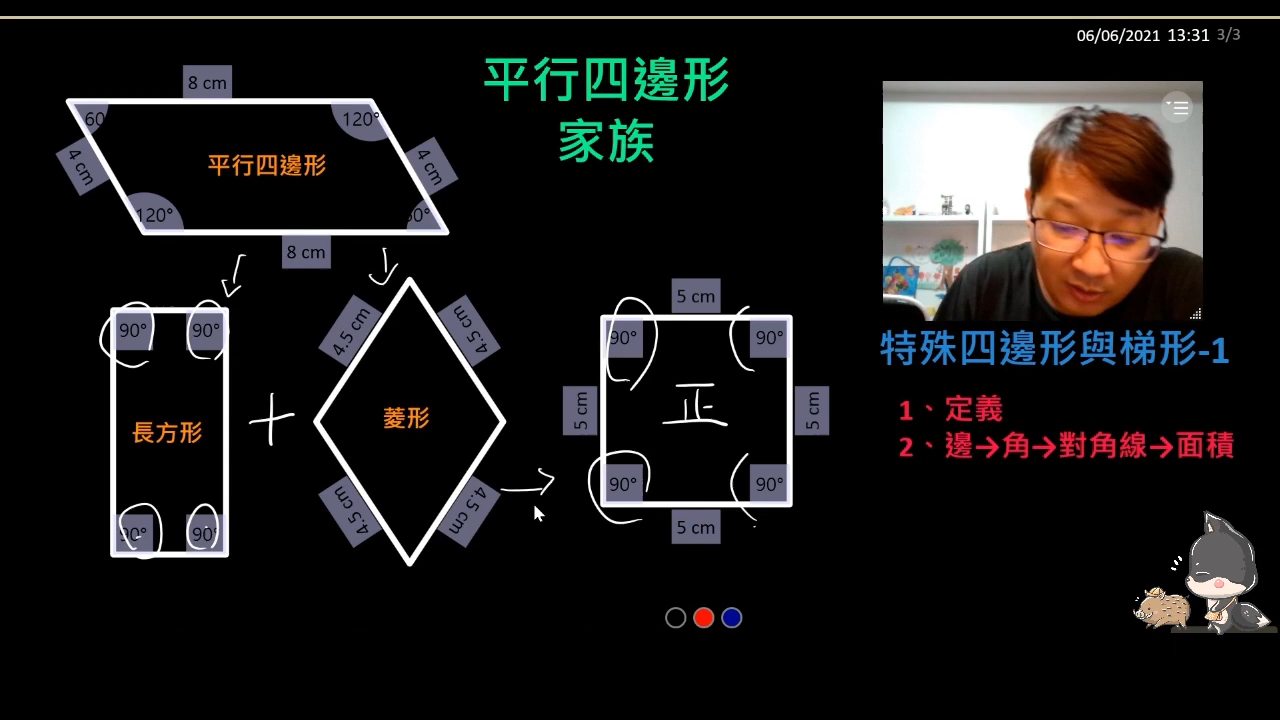 06/06/2021 13:31 3/3
平行四邊形
家族
8 cm
60
120°
4 cm
平行四邊形
4 cm
120°
60°
8 cm
90°
90°
長方形
90°
90°
4.5 cm
4.5 cm
菱形
4.5 cm
4.5 cm
5 cm
90°
90°
5 cm
正
5 cm
90°
90°
5 cm
特殊四邊形與梯形-1
1、定義
2、邊→角→對角線→面積